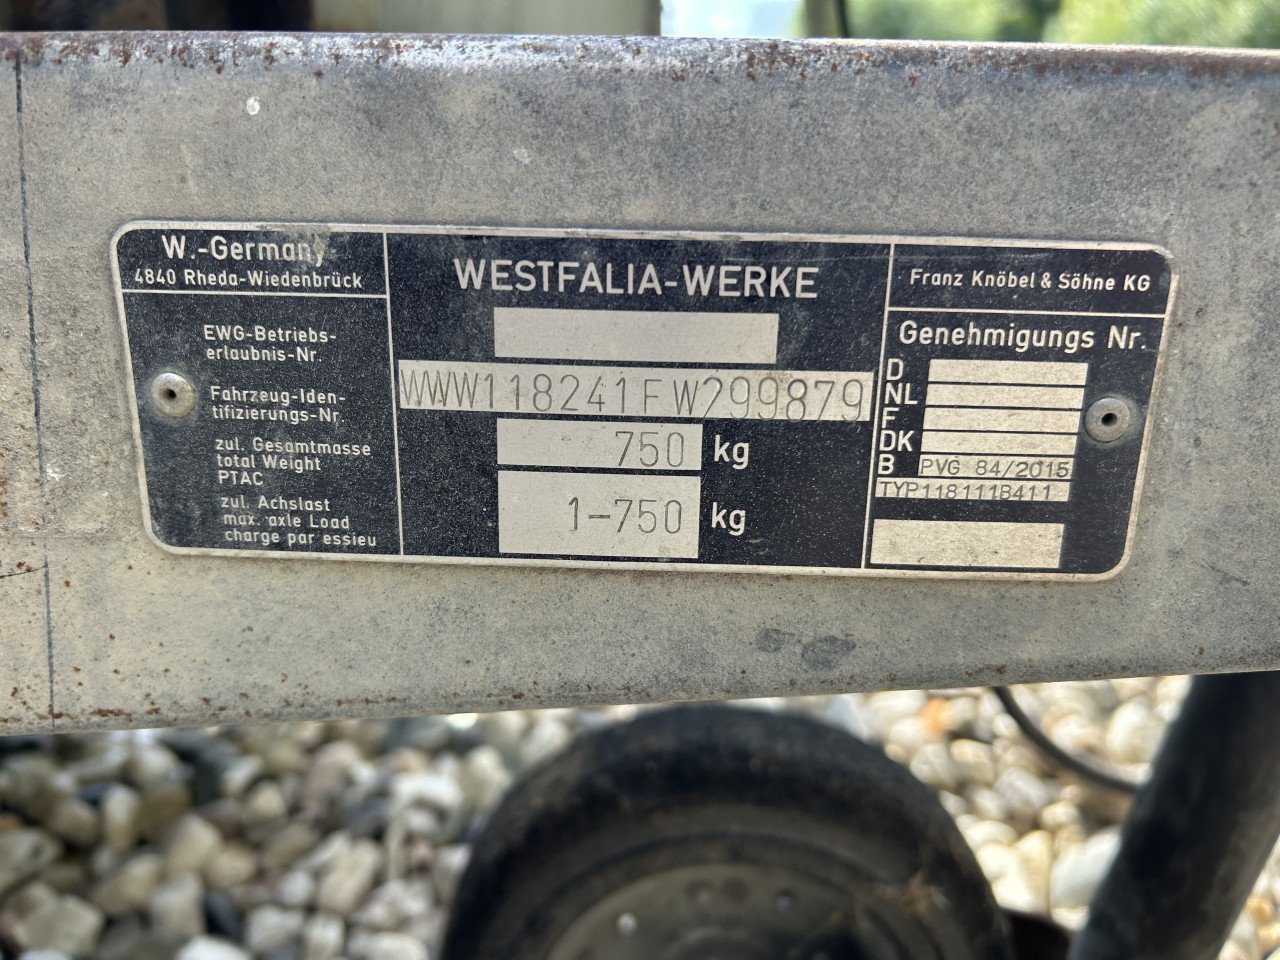 W.-Germany
4840 Rheda-Wiedenbrück
EWG-Betriebs-
erlaubnis-Nr.
Fahrzeug-Iden-
tifizierungs-Nr.
zul. Gesamtmasse
total Weight
PTAC
zul. Achslast
max. axle Load
charge par essieu
WESTFALIA-WERKE
WWW118241FW299879
750 kg
1-750 kg
Franz Knöbel & Söhne KG
Genehmigungs Nr.
D
NL
F
DK
B PVG 84/2015
TYP118111B411